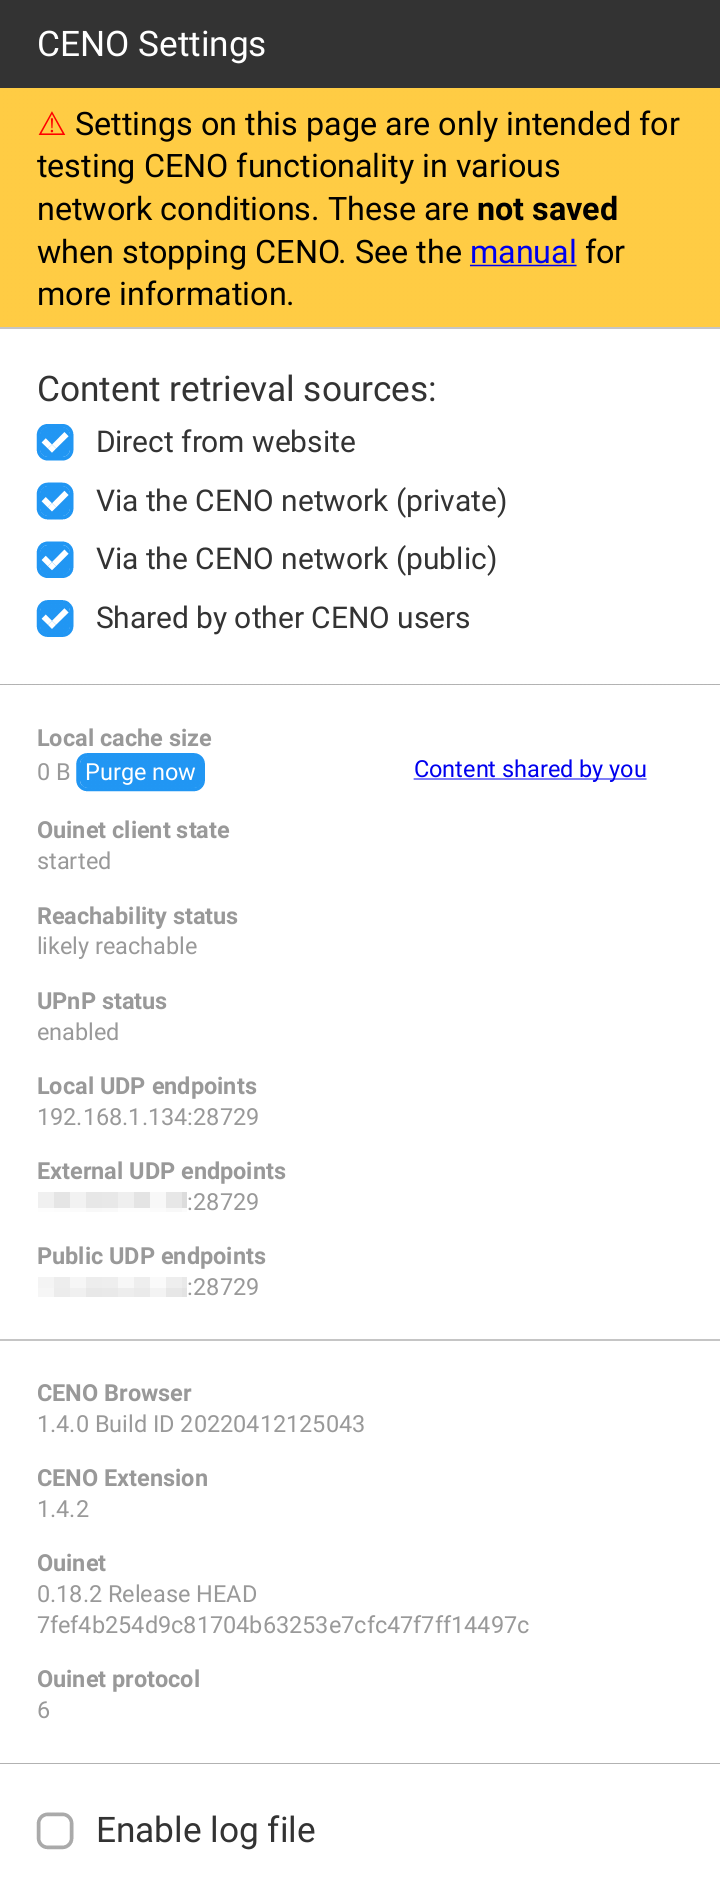 CENO Settings
⚠ Settings on this page are only intended for
testing CENO functionality in various
network conditions. These are not saved
when stopping CENO. See the manual for
more information.
Content retrieval sources:
Direct from website
Via the CENO network (private)
Via the CENO network (public)
Shared by other CENO users
Local cache size
0 B Purge now
Content shared by you
Ouinet client state
started
Reachability status
likely reachable
UPnP status
enabled
Local UDP endpoints
192.168.1.134:28729
External UDP endpoints
:28729
Public UDP endpoints
:28729
CENO Browser
1.4.0 Build ID 20220412125043
CENO Extension
1.4.2
Ouinet
0.18.2 Release HEAD
7fef4b254d9c81704b63253e7cfc47f7ff14497c
Ouinet protocol
6
Enable log file